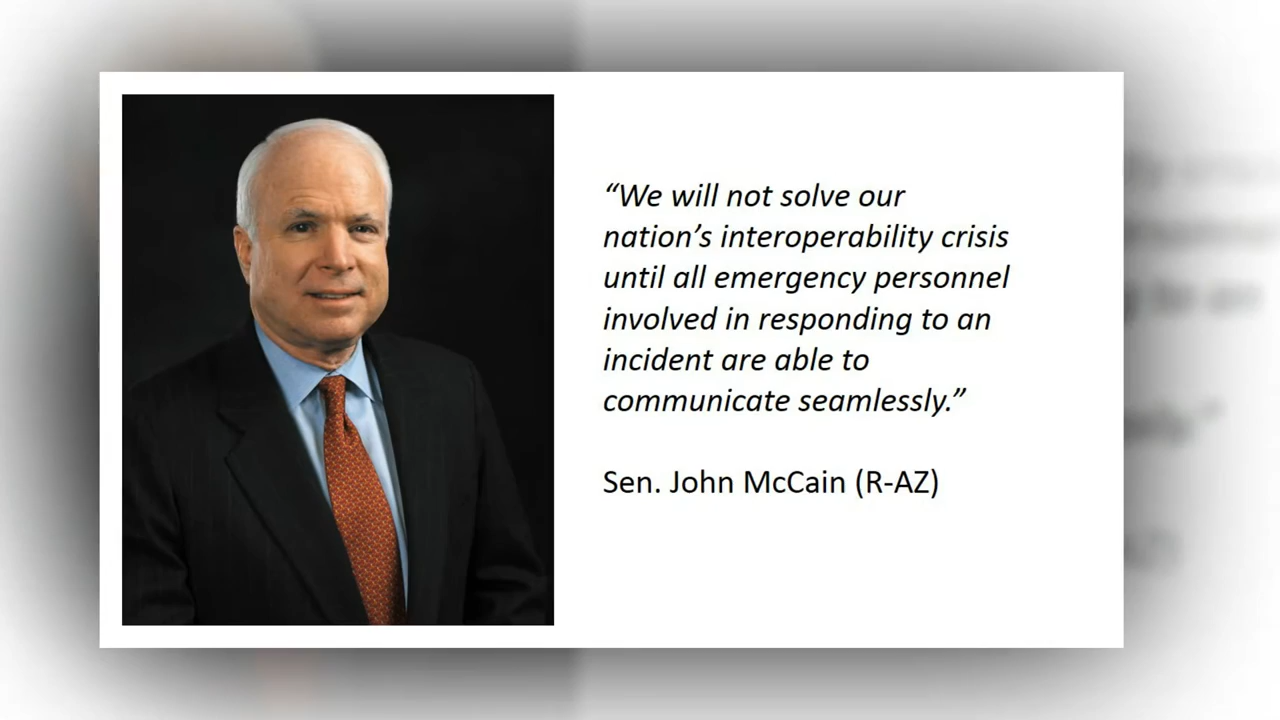 “We will not solve our
nation’s interoperability crisis
until all emergency personnel
involved in responding to an
incident are able to
communicate seamlessly.”
Sen. John McCain (R-AZ)